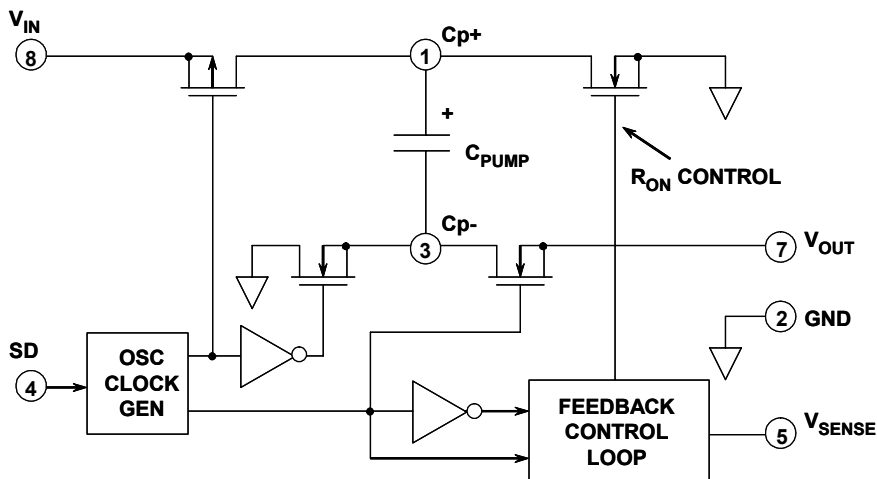 V_IN
8
1
Cp+
+
C_PUMP
R_ON CONTROL
Cp-
3
7
V_OUT
2
GND
SD
4
OSC
CLOCK
GEN
FEEDBACK
CONTROL
LOOP
5
V_SENSE